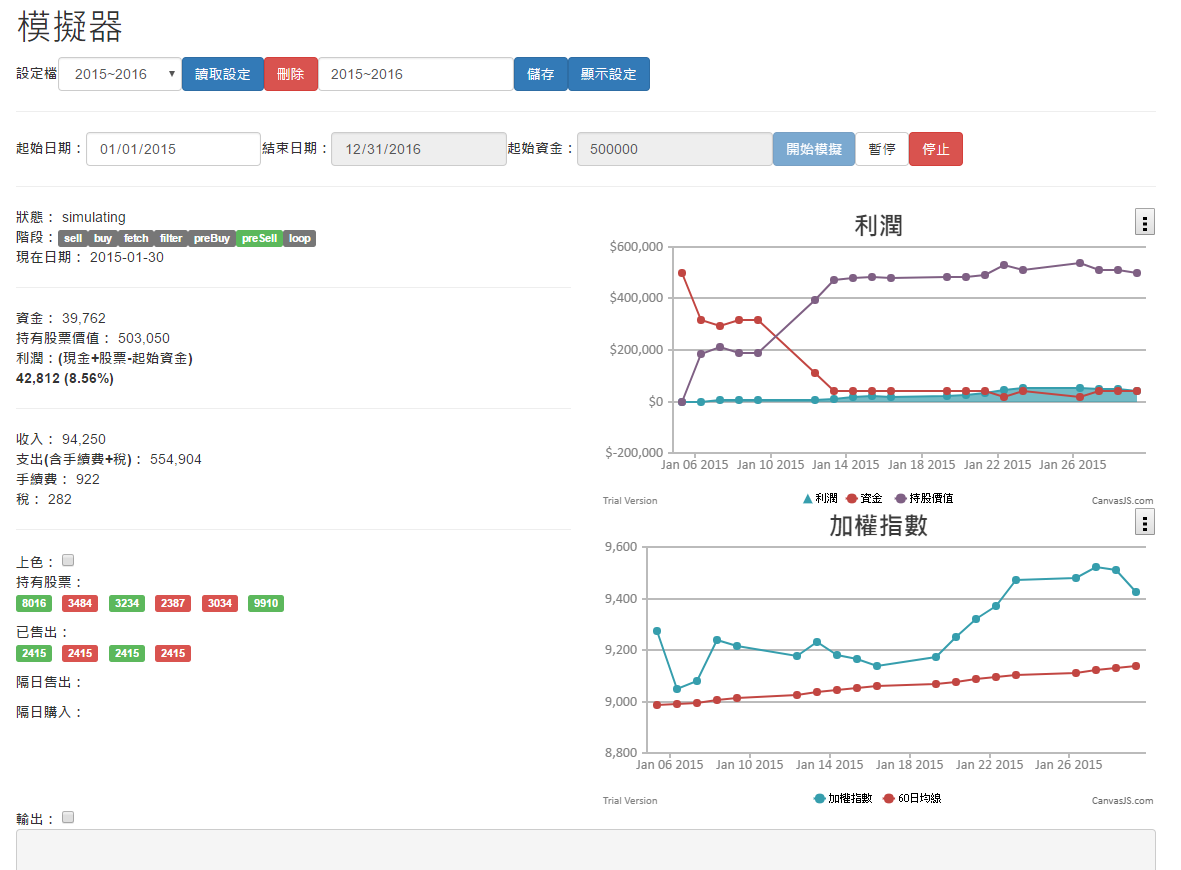 模擬器
設定檔 2015~2016 讀取設定 刪除 2015~2016 儲存 顯示設定
起始日期： 01/01/2015 結束日期： 12/31/2016 起始資金： 500000 開始模擬 暫停 停止
狀態： simulating
階段： sell buy fetch filter preBuy preSell loop
現在日期： 2015-01-30
資金： 39,762
持有股票價值： 503,050
利潤：(現金+股票-起始資金)
42,812 (8.56%)
收入： 94,250
支出(含手續費+稅)： 554,904
手續費： 922
稅： 282
上色：
持有股票：
8016 3484 3234 2387 3034 9910
已售出：
2415 2415 2415 2415
隔日售出：
隔日購入：
利潤
$600,000
$400,000
$200,000
$0
$-200,000
Jan 06 2015 Jan 10 2015 Jan 14 2015 Jan 18 2015 Jan 22 2015 Jan 26 2015
利潤 資金 持股價值
Trial Version CanvasJS.com
加權指數
9,600
9,400
9,200
9,000
8,800
Jan 06 2015 Jan 10 2015 Jan 14 2015 Jan 18 2015 Jan 22 2015 Jan 26 2015
加權指數 60日均線
Trial Version CanvasJS.com
輸出：